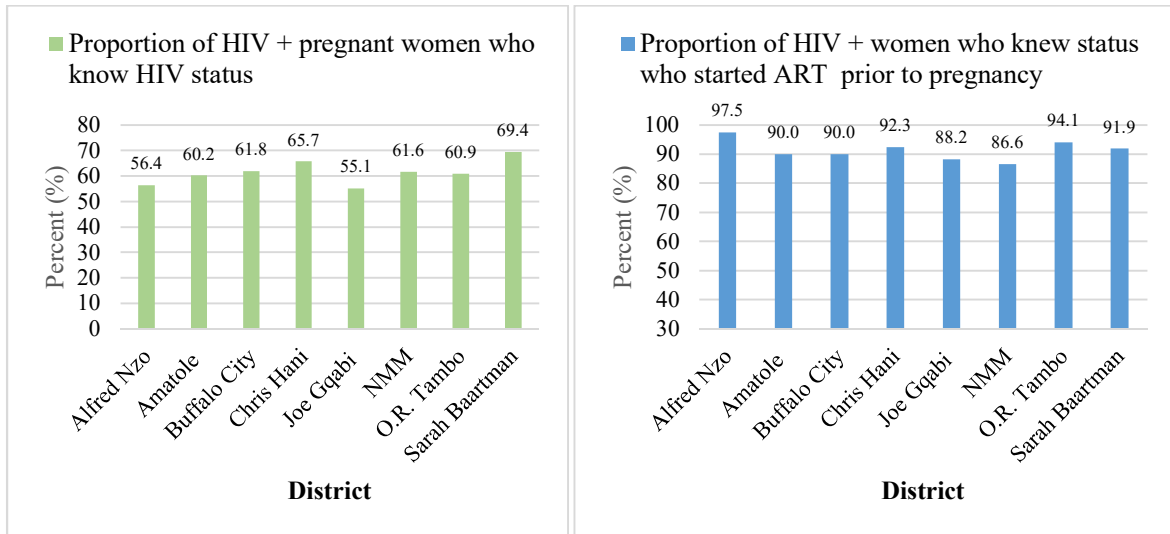 Proportion of HIV + pregnant women who
know HIV status
Percent (%)
80
70
60
50
40
30
20
10
0
56.4
60.2
61.8
65.7
55.1
61.6
60.9
69.4
Alfred Nzo
Amatole
Buffalo City
Chris Hani
Joe Gqabi
NMM
O.R. Tambo
Sarah Baartman
District
Proportion of HIV + women who knew status
who started ART prior to pregnancy
Percent (%)
100
90
80
70
60
50
40
30
97.5
90.0
90.0
92.3
88.2
86.6
94.1
91.9
Alfred Nzo
Amatole
Buffalo City
Chris Hani
Joe Gqabi
NMM
O.R. Tambo
Sarah Baartman
District